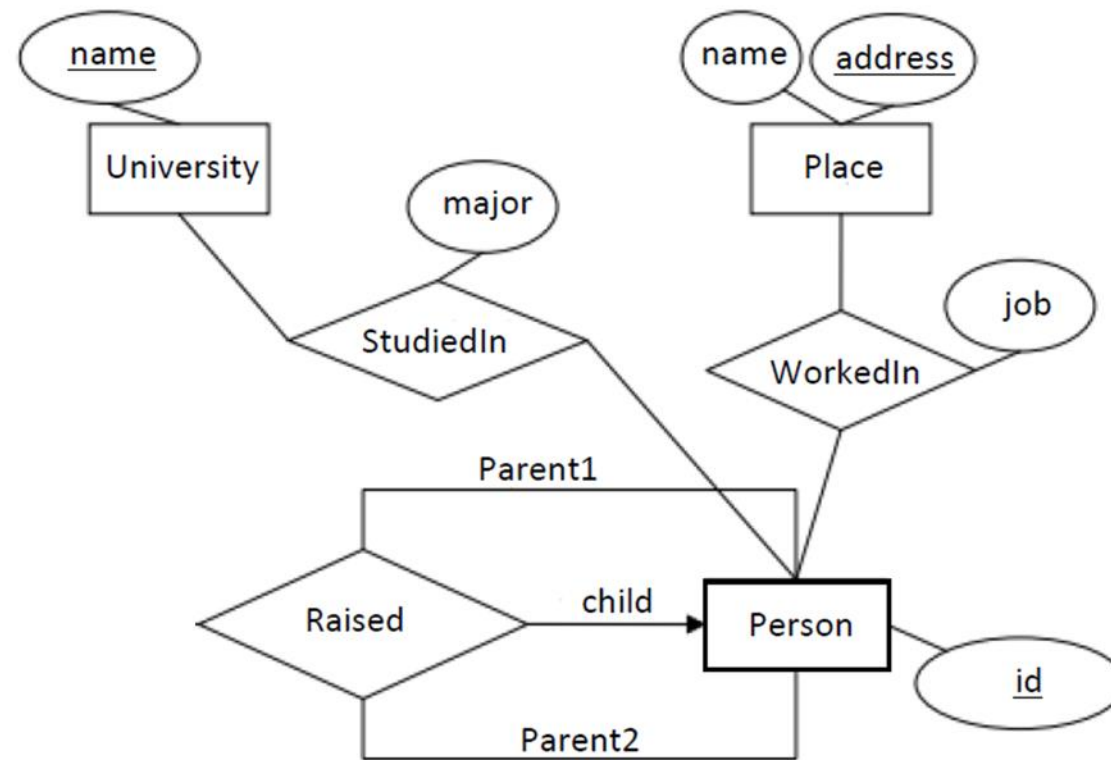 name
name
address
University
Place
major
job
StudiedIn
WorkedIn
Parent1
child
Raised
Person
id
Parent2